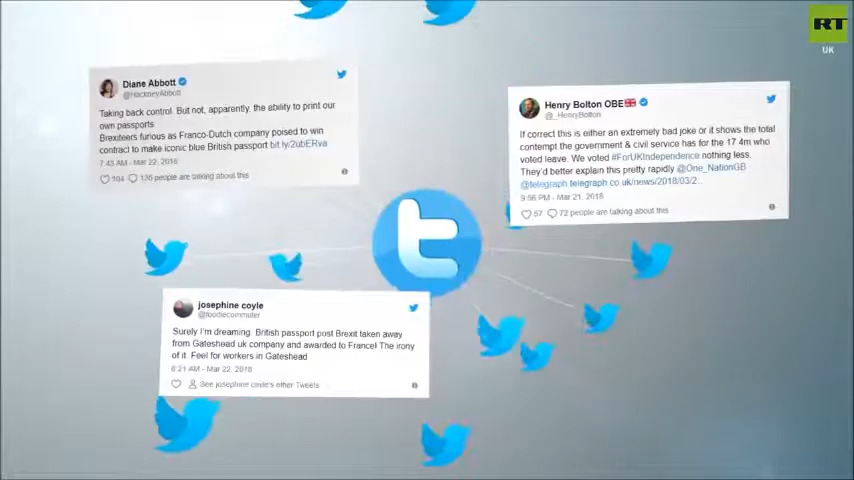 RT
UK
Diane Abbott
@HackneyAbbott
Taking back control. But not, apparently, the ability to print our
own passports
Brexiteers furious as Franco-Dutch company poised to win
contract to make iconic blue British passport bit.ly/2ubERva
7:43 AM - Mar 22, 2018
104 136 people are talking about this
Henry Bolton OBE
@_HenryBolton
If correct this is either an extremely bad joke or it shows the total
contempt the government & civil service has for the 17.4m who
voted leave. We voted #ForUKIndependence nothing less.
They'd better explain this pretty rapidly @One_NationGB
@telegraph telegraph.co.uk/news/2018/03/2...
9:56 PM - Mar 21, 2018
57 72 people are talking about this
t
josephine coyle
@foodiecommuter
Surely I'm dreaming. British passport post Brexit taken away
from Gateshead uk company and awarded to France! The irony
of it. Feel for workers in Gateshead
6:21 AM - Mar 22, 2018
See josephine coyle's other Tweets